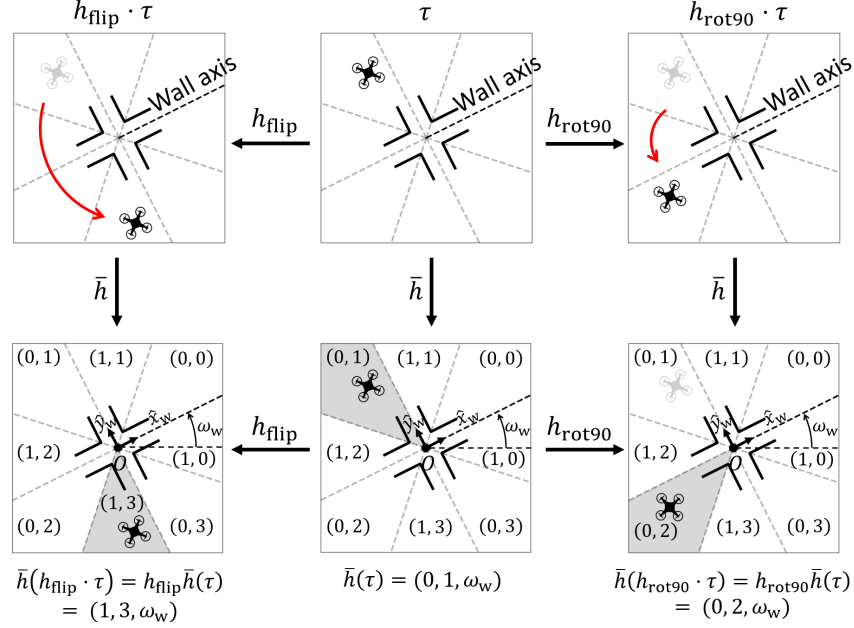 h_flip · τ
τ
h_rot90 · τ
Wall axis
Wall axis
Wall axis
h_flip
h_rot90
h̄
h̄
h̄
(0, 1) (1, 1) (0, 0)
(0, 1) (1, 1) (0, 0)
(0, 1) (1, 1) (0, 0)
ŷ_w x̂_w ω_w
ŷ_w x̂_w ω_w
ŷ_w x̂_w ω_w
h_flip
h_rot90
(1, 2) O (1, 0)
(1, 2) O (1, 0)
(1, 2) O (1, 0)
(0, 2) (1, 3) (0, 3)
(0, 2) (1, 3) (0, 3)
(0, 2) (1, 3) (0, 3)
h̄(h_flip · τ) = h_flip h̄(τ)
= (1, 3, ω_w)
h̄(τ) = (0, 1, ω_w)
h̄(h_rot90 · τ) = h_rot90 h̄(τ)
= (0, 2, ω_w)